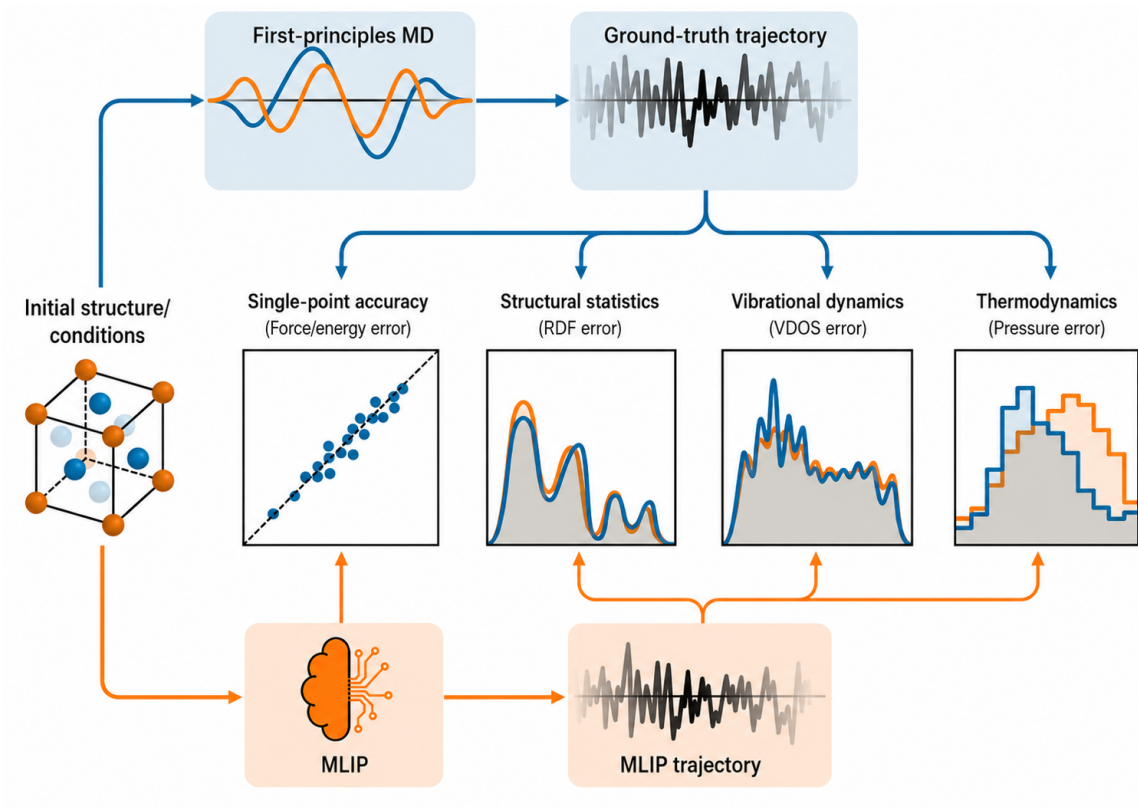 First-principles MD
Ground-truth trajectory
Initial structure/
conditions
Single-point accuracy
(Force/energy error)
Structural statistics
(RDF error)
Vibrational dynamics
(VDOS error)
Thermodynamics
(Pressure error)
MLIP
MLIP trajectory